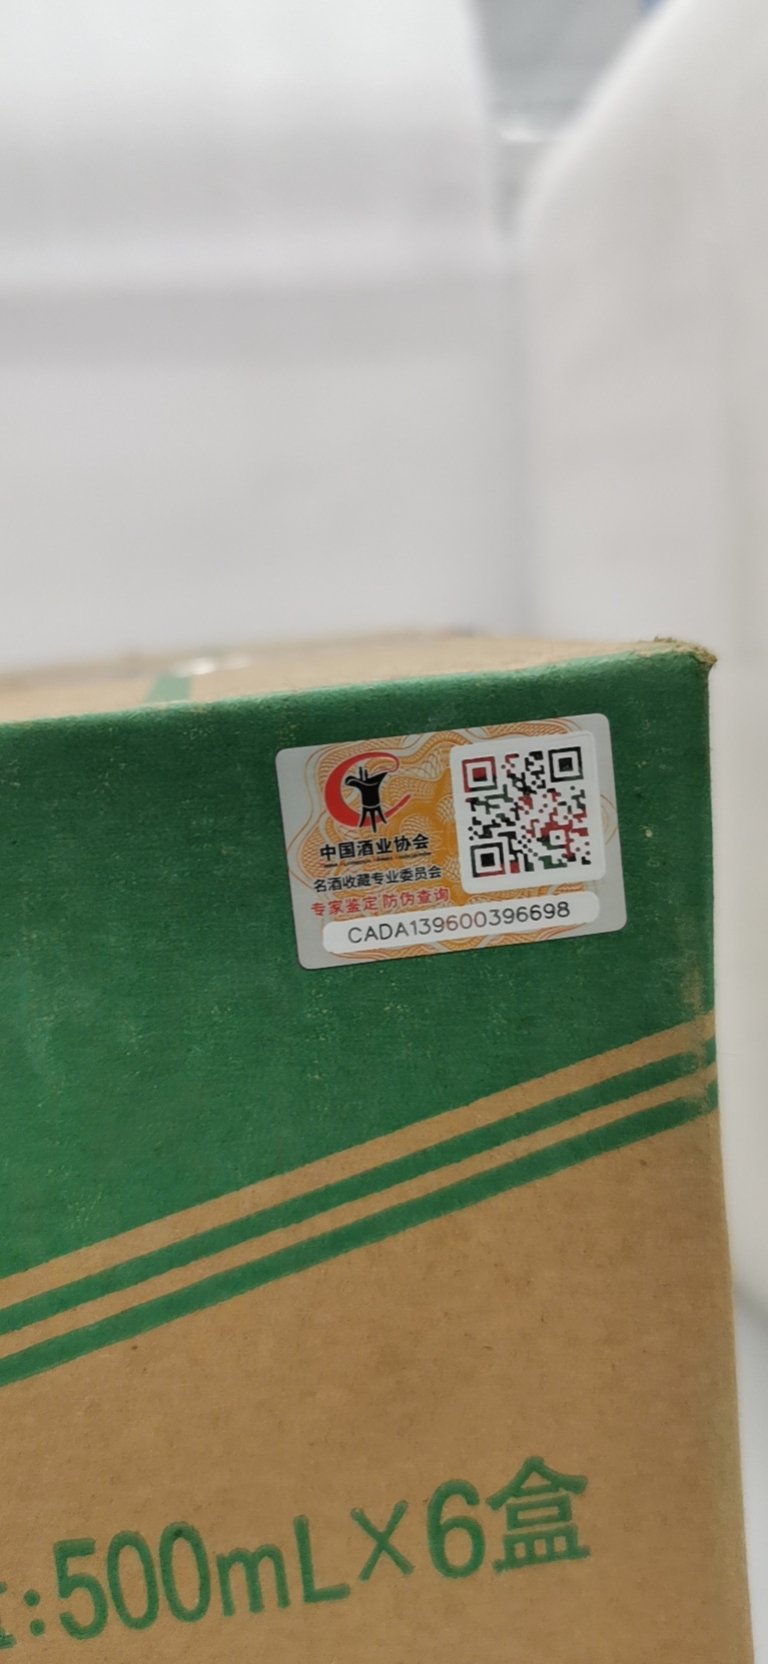 中国酒业协会
名酒收藏专业委员会
专家鉴定 防伪查询
CADA139600396698
:500mL×6盒